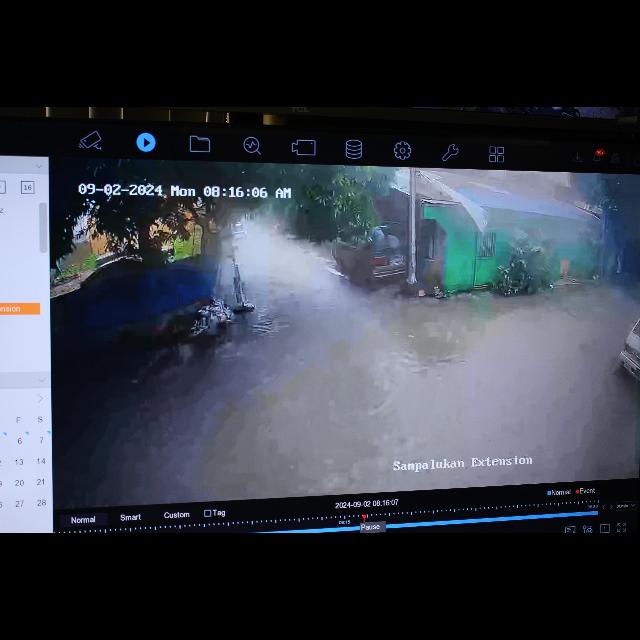 16
09-02-2024 Mon 08:16:06 AM
nsion
F S
6 7
13 14
20 21
27 28
Sampalukan Extension
Normal Event
2024-09-02 08:16:07
Normal Smart Custom Tag
Pause